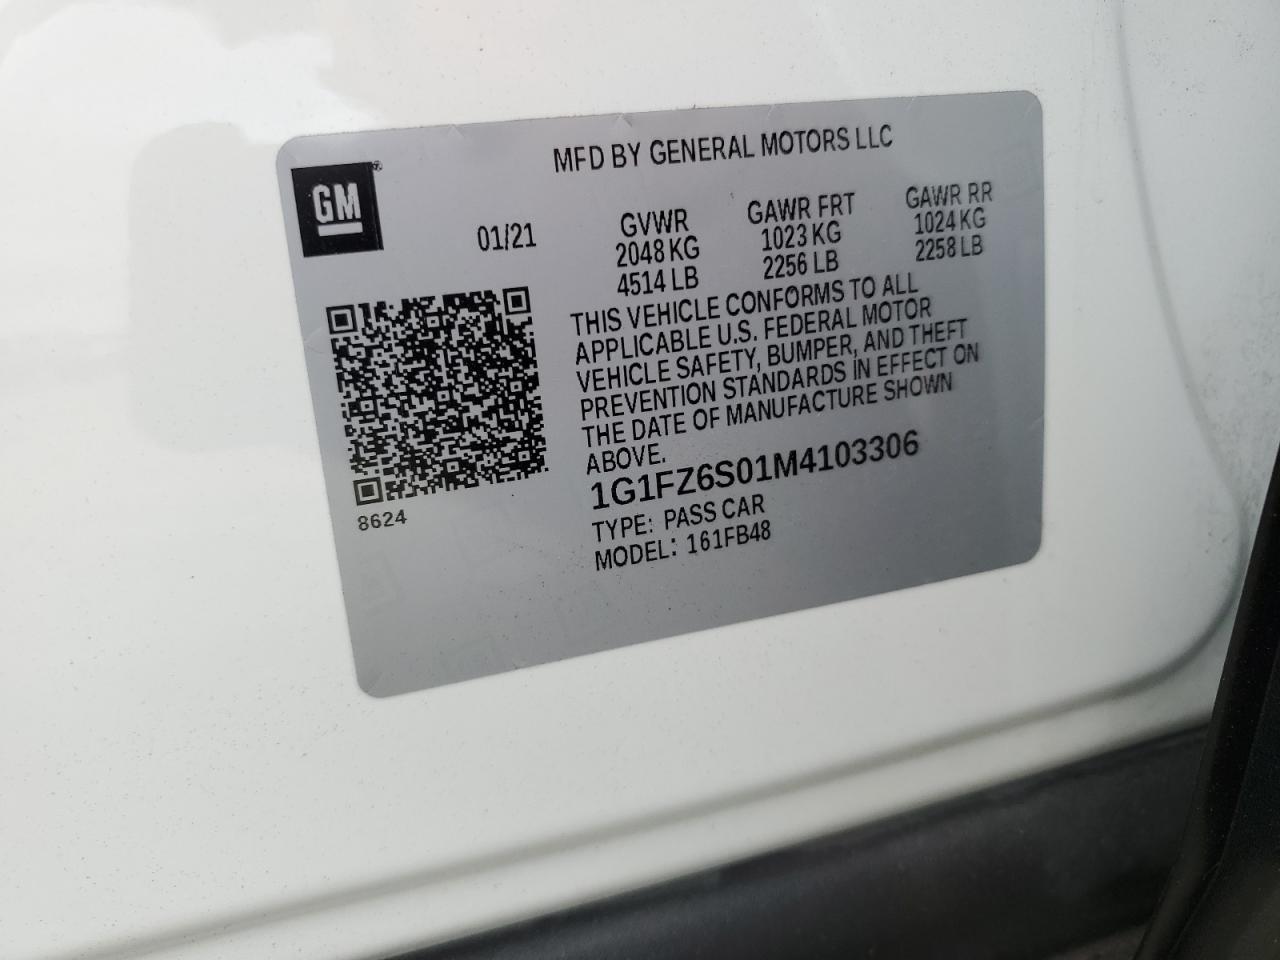 MFD BY GENERAL MOTORS LLC
GM®
01/21
GVWR
2048 KG
4514 LB
GAWR FRT
1023 KG
2256 LB
GAWR RR
1024 KG
2258 LB
THIS VEHICLE CONFORMS TO ALL
APPLICABLE U.S. FEDERAL MOTOR
VEHICLE SAFETY, BUMPER, AND THEFT
PREVENTION STANDARDS IN EFFECT ON
THE DATE OF MANUFACTURE SHOWN
ABOVE.
1G1FZ6S01M4103306
TYPE: PASS CAR
MODEL: 161FB48
8624